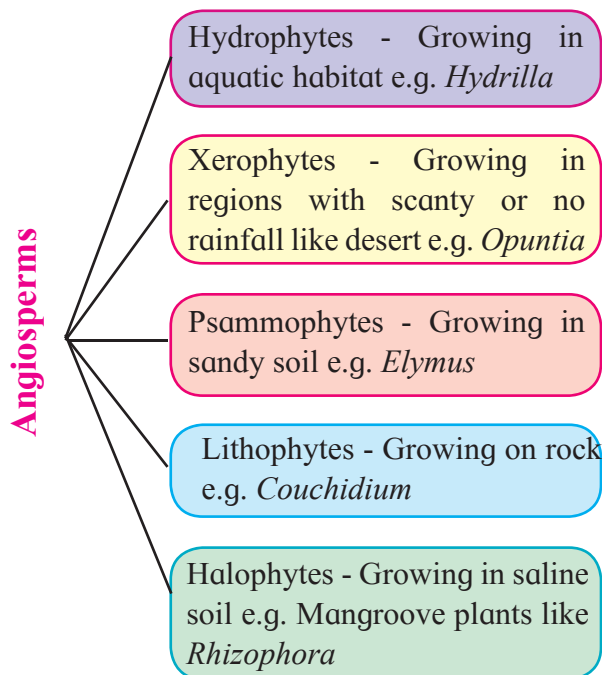 Angiosperms
Hydrophytes - Growing in
aquatic habitat e.g. Hydrilla
Xerophytes - Growing in
regions with scanty or no
rainfall like desert e.g. Opuntia
Psammophytes - Growing in
sandy soil e.g. Elymus
Lithophytes - Growing on rock
e.g. Couchidium
Halophytes - Growing in saline
soil e.g. Mangroove plants like
Rhizophora